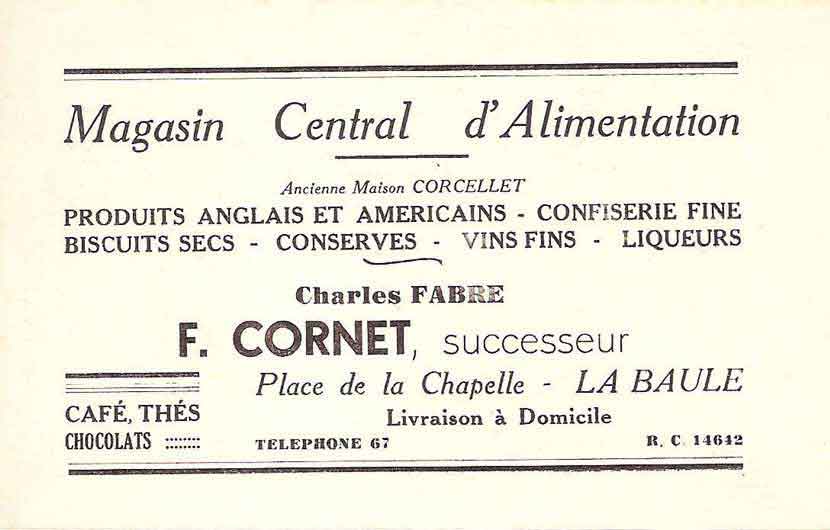 Magasin Central d'Alimentation
Ancienne Maison CORCELLET
PRODUITS ANGLAIS ET AMERICAINS - CONFISERIE FINE
BISCUITS SECS - CONSERVES - VINS FINS - LIQUEURS
Charles FABRE
F. CORNET, successeur
Place de la Chapelle - LA BAULE
CAFÉ, THÉS
CHOCOLATS ::::::::
Livraison à Domicile
TELEPHONE 67
R. C. 14642